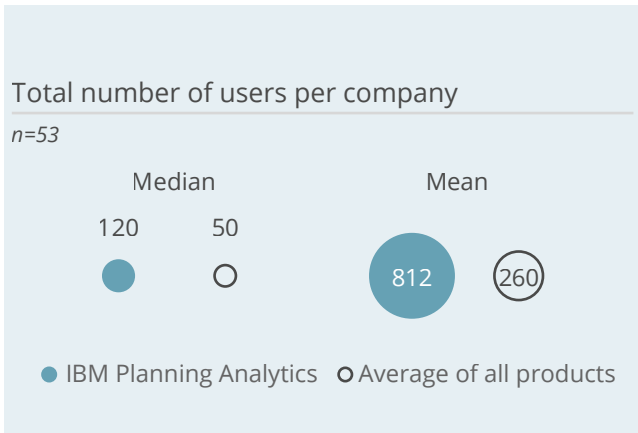 Total number of users per company
n=53
Median Mean
120 50
812 260
IBM Planning Analytics Average of all products